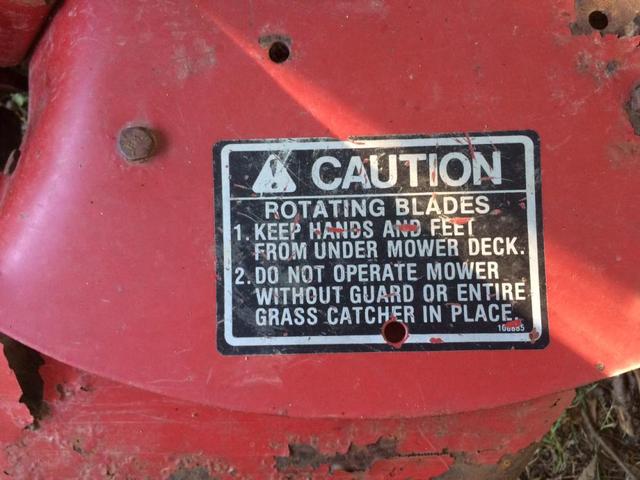 CAUTION
ROTATING BLADES
1. KEEP HANDS AND FEET
FROM UNDER MOWER DECK.
2. DO NOT OPERATE MOWER
WITHOUT GUARD OR ENTIRE
GRASS CATCHER IN PLACE.